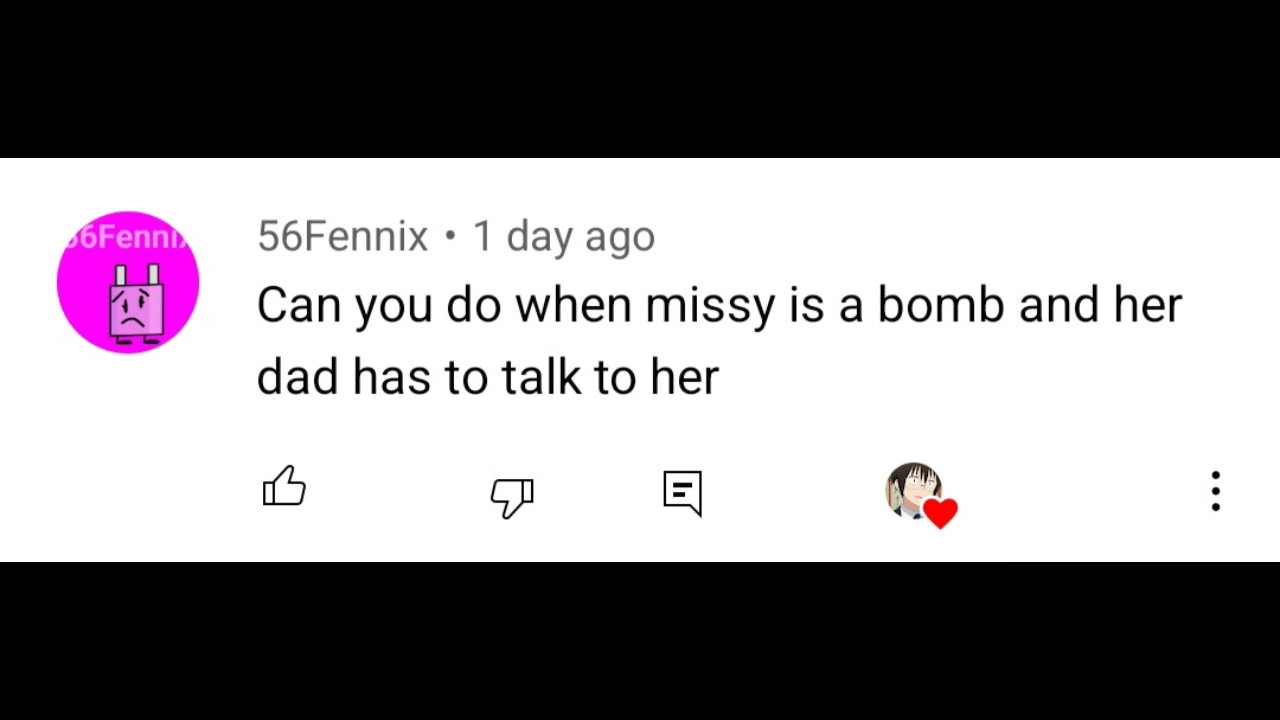 56Fennix
56Fennix • 1 day ago
Can you do when missy is a bomb and her
dad has to talk to her